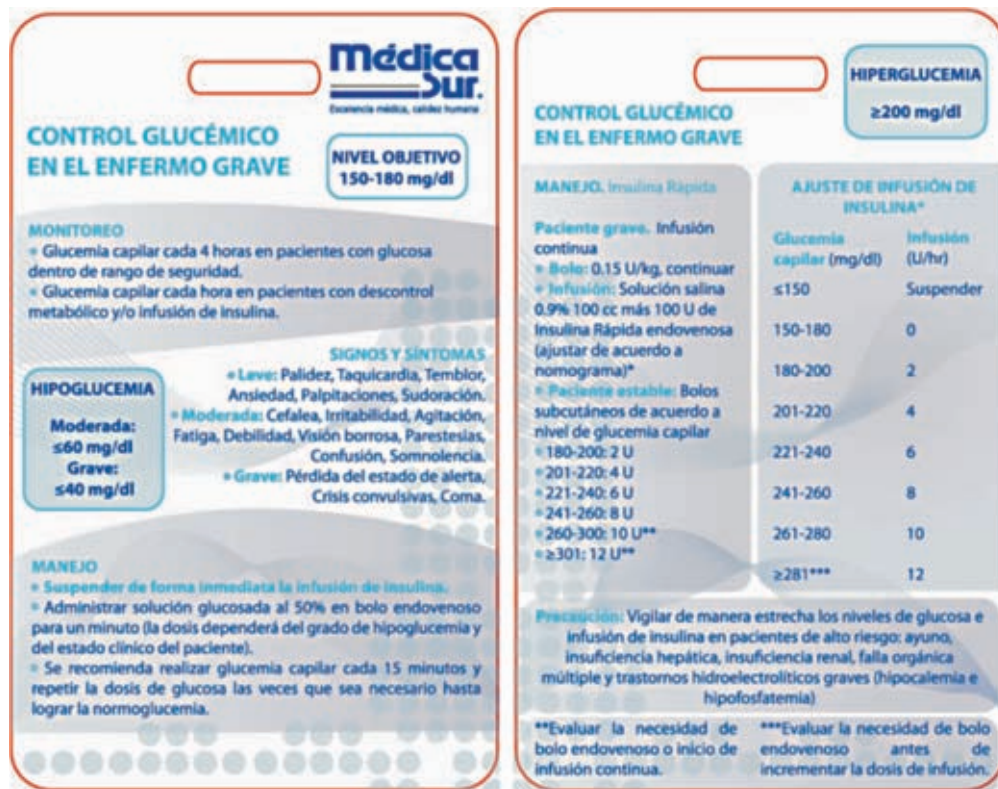 médica
Sur.
Excelencia médica, calidez humana
CONTROL GLUCÉMICO
EN EL ENFERMO GRAVE
NIVEL OBJETIVO
150-180 mg/dl
MONITOREO
Glucemia capilar cada 4 horas en pacientes con glucosa
dentro de rango de seguridad.
Glucemia capilar cada hora en pacientes con descontrol
metabólico y/o infusión de insulina.
HIPOGLUCEMIA
Moderada:
≤60 mg/dl
Grave:
≤40 mg/dl
SIGNOS Y SÍNTOMAS
Leve: Palidez, Taquicardia, Temblor,
Ansiedad, Palpitaciones, Sudoración.
Moderada: Cefalea, Irritabilidad, Agitación,
Fatiga, Debilidad, Visión borrosa, Parestesias,
Confusión, Somnolencia.
Grave: Pérdida del estado de alerta,
Crisis convulsivas, Coma.
MANEJO
Suspender de forma inmediata la infusión de insulina.
Administrar solución glucosada al 50% en bolo endovenoso
para un minuto (la dosis dependerá del grado de hipoglucemia y
del estado clínico del paciente).
Se recomienda realizar glucemia capilar cada 15 minutos y
repetir la dosis de glucosa las veces que sea necesario hasta
lograr la normoglucemia.
HIPERGLUCEMIA
≥200 mg/dl
CONTROL GLUCÉMICO
EN EL ENFERMO GRAVE
MANEJO. Insulina Rápida
Paciente grave. Infusión
continua
Bolo: 0.15 U/kg, continuar
Infusión: Solución salina
0.9% 100 cc más 100 U de
Insulina Rápida endovenosa
(ajustar de acuerdo a
nomograma)*
Paciente estable: Bolos
subcutáneos de acuerdo a
nivel de glucemia capilar
180-200: 2 U
201-220: 4 U
221-240: 6 U
241-260: 8 U
260-300: 10 U**
≥301: 12 U**
AJUSTE DE INFUSIÓN DE
INSULINA*
Glucemia Infusión
capilar (mg/dl) (U/hr)
≤150 Suspender
150-180 0
180-200 2
201-220 4
221-240 6
241-260 8
261-280 10
≥281*** 12
Precaución: Vigilar de manera estrecha los niveles de glucosa e
infusión de insulina en pacientes de alto riesgo: ayuno,
insuficiencia hepática, insuficiencia renal, falla orgánica
múltiple y trastornos hidroelectrolíticos graves (hipocalemia e
hipofosfatemia)
**Evaluar la necesidad de
bolo endovenoso o inicio de
infusión continua.
***Evaluar la necesidad de bolo
endovenoso antes de
incrementar la dosis de infusión.